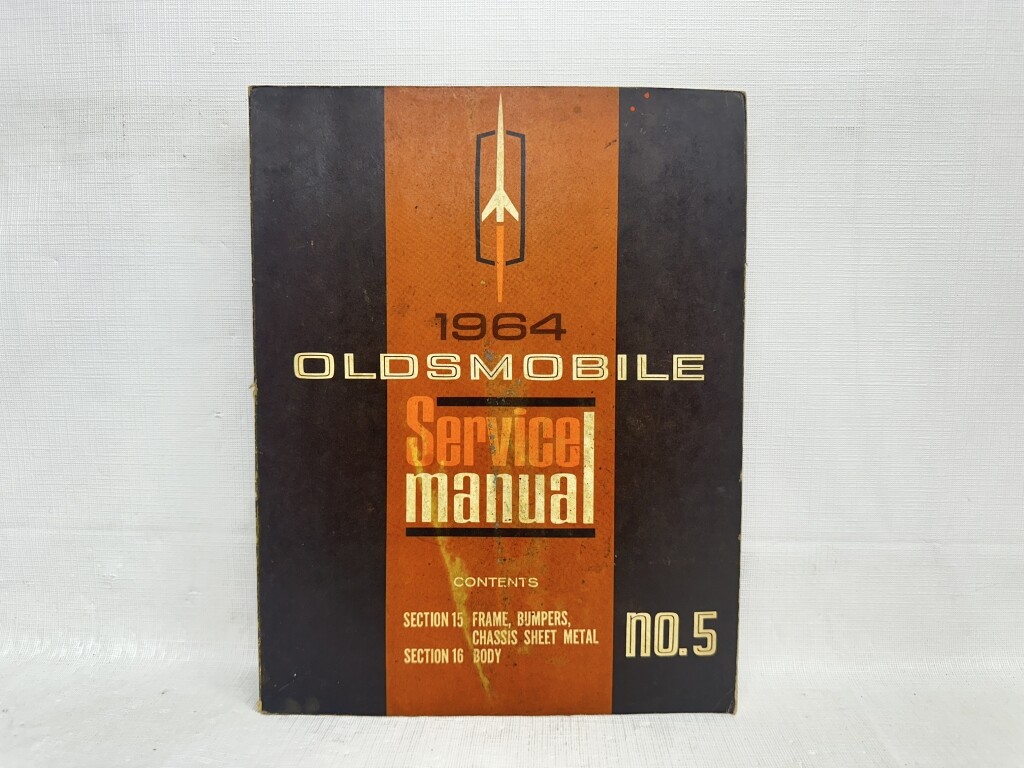 1964
OLDSMOBILE
Service
manual
CONTENTS
SECTION 15 FRAME, BUMPERS,
CHASSIS SHEET METAL
SECTION 16 BODY
no. 5